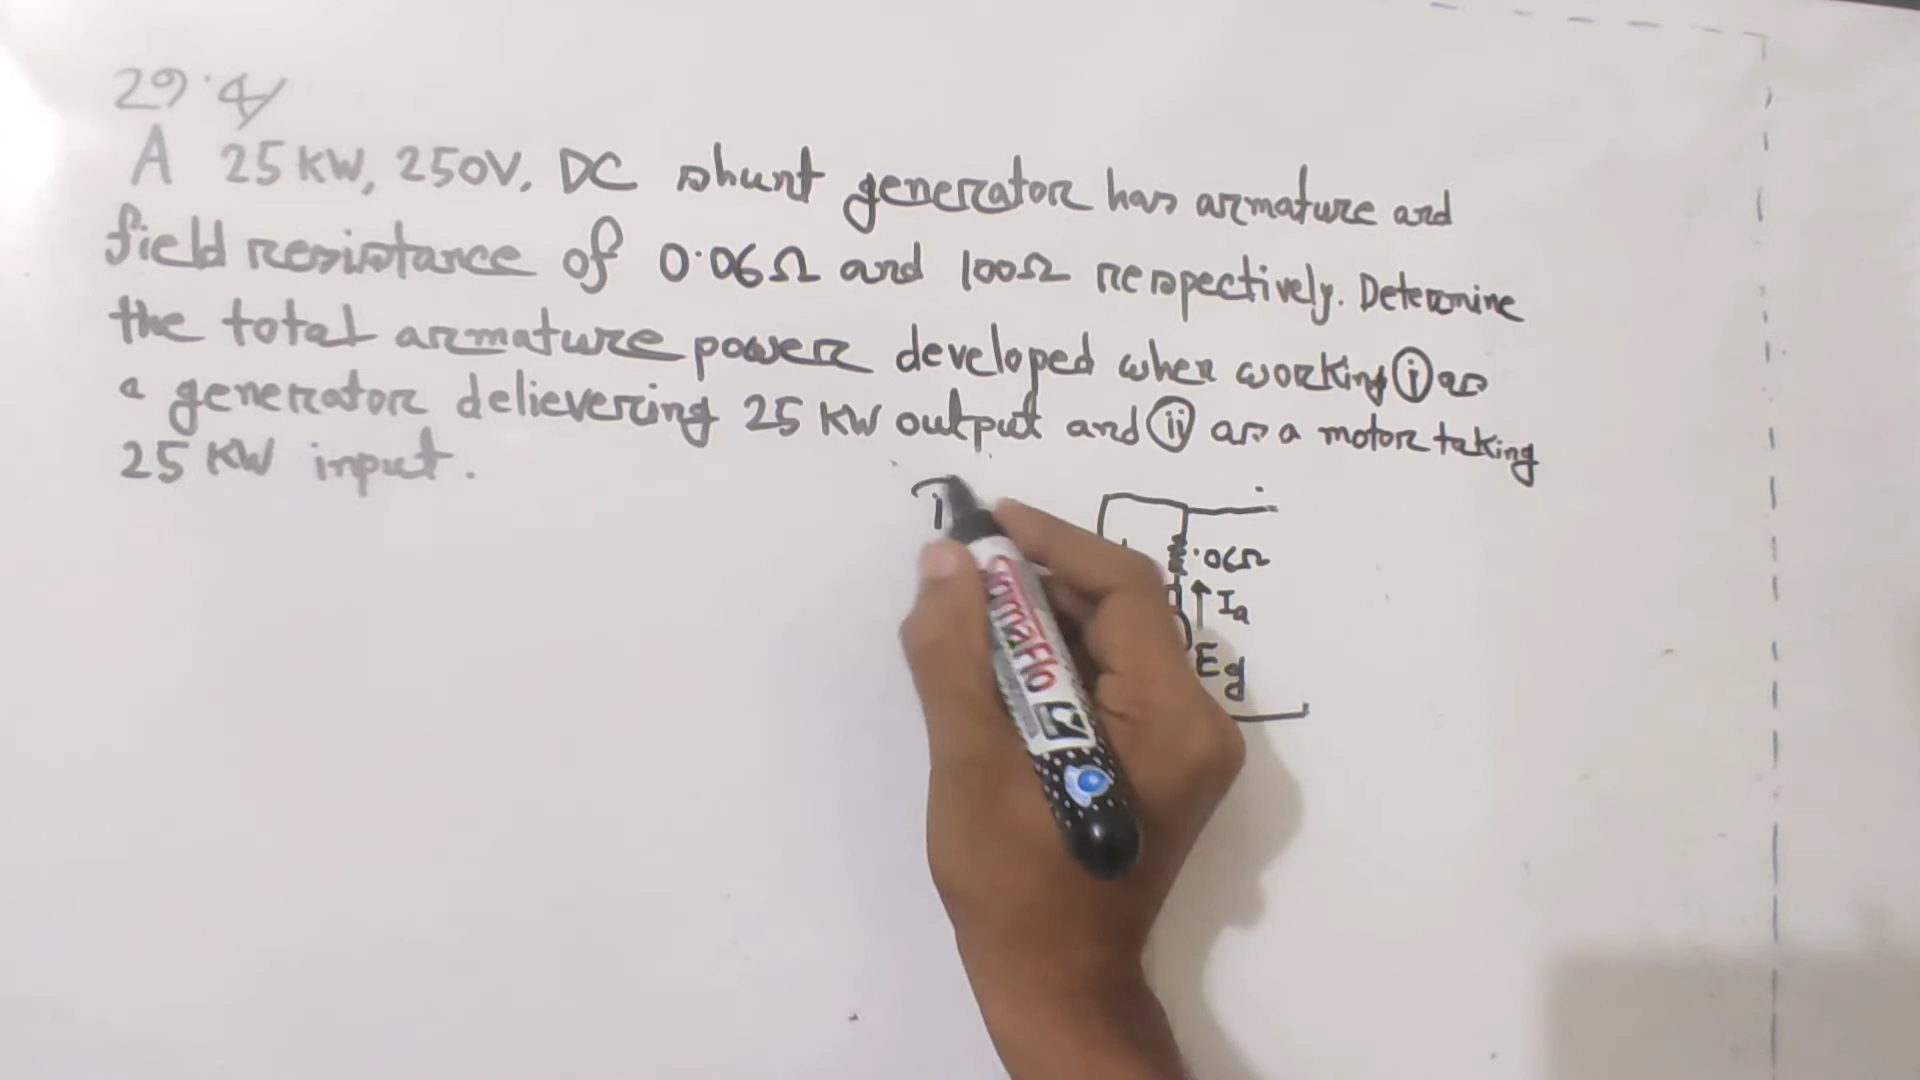 29.4/
A 25 KW, 250V, DC shunt generator has armature and
field resistance of 0.06Ω and 100Ω respectively. Determine
the total armature power developed when working (i) as
a generator delievering 25 KW output and (ii) as a motor taking
25 KW input.
.06Ω
Ia
Eg